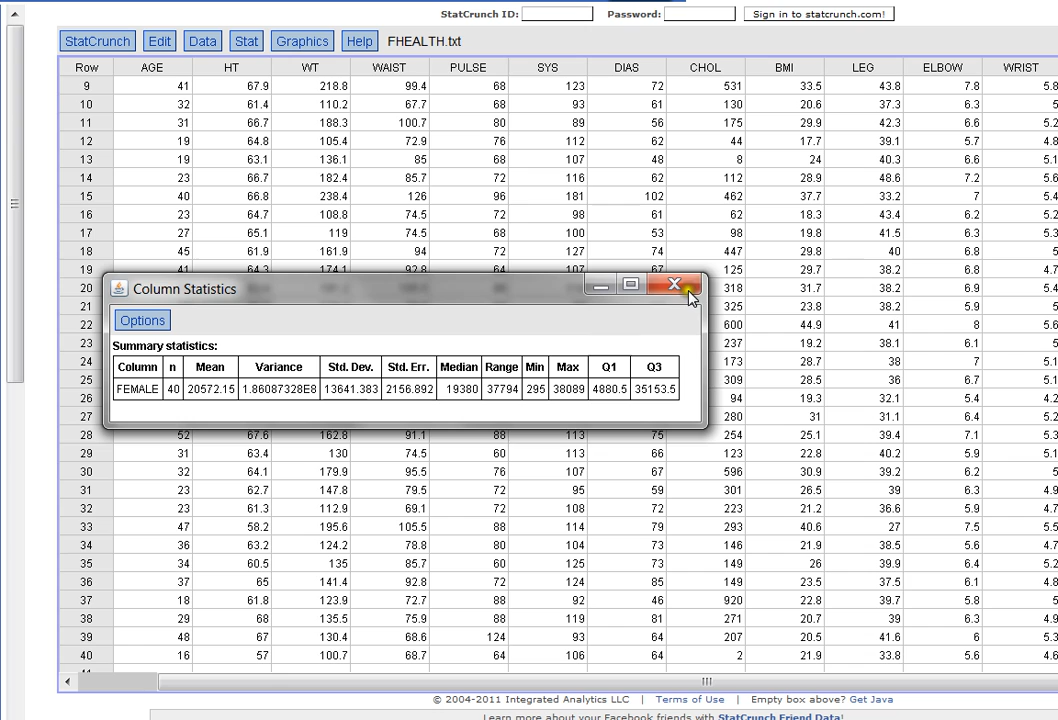 StatCrunch ID: Password: Sign in to statcrunch.com!
StatCrunch Edit Data Stat Graphics Help FHEALTH.txt
Row AGE HT WT WAIST PULSE SYS DIAS CHOL BMI LEG ELBOW WRIST
9 41 67.9 218.8 99.4 68 123 72 531 33.5 43.8 7.8 5.8
10 32 61.4 110.2 67.7 68 93 61 130 20.6 37.3 6.3 5
11 31 66.7 188.3 100.7 80 89 56 175 29.9 42.3 6.6 5.2
12 19 64.8 105.4 72.9 76 112 62 44 17.7 39.1 5.7 4.8
13 19 63.1 136.1 85 68 107 48 8 24 40.3 6.6 5.1
14 23 66.7 182.4 85.7 72 116 62 112 28.9 48.6 7.2 5.6
15 40 66.8 238.4 126 96 181 102 462 37.7 33.2 7 5.4
16 23 64.7 108.8 74.5 72 98 61 62 18.3 43.4 6.2 5.2
17 27 65.1 119 74.5 68 100 53 98 19.8 41.5 6.3 5.3
18 45 61.9 161.9 94 72 127 74 447 29.8 40 6.8 5
19 41 64.3 174.1 92.8 64 107 67 125 29.7 38.2 6.8 4.7
20 318 31.7 38.2 6.9 5.4
21 325 23.8 38.2 6.3 5
22 600 44.9 41 8 5.6
23 237 19.2 38.1 6.1 5
24 173 28.7 38 7 5.1
25 309 28.5 36 6.7 5.1
26 94 19.3 32.1 5.4 4.2
27 280 31 31.1 6.4 5.2
28 52 67.6 162.8 91.1 88 113 75 254 25.1 39.4 7.1 5.3
29 31 63.4 130 74.5 60 113 66 123 22.8 40.2 5.9 5.1
30 32 64.1 179.9 95.5 76 107 67 596 30.9 39.2 6.2 5
31 23 62.7 147.8 79.5 72 95 59 301 26.5 39 6.3 4.9
32 23 61.3 112.9 69.1 72 108 72 223 21.2 36.6 5.9 4.7
33 47 58.2 195.6 105.5 88 114 79 293 40.6 27 7.5 5.5
34 36 63.2 124.2 78.8 80 104 73 146 21.9 38.5 5.6 4.7
35 34 60.5 135 85.7 60 125 73 149 26 39.9 6.4 5.2
36 37 65 141.4 92.8 72 124 85 149 23.5 37.5 6.1 4.8
37 18 61.8 123.9 72.7 88 92 46 920 22.8 39.7 5.8 5
38 29 68 135.5 75.9 88 119 81 271 20.7 39 6.3 4.9
39 48 67 130.4 68.6 124 93 64 207 20.5 41.6 6 5.3
40 16 57 100.7 68.7 64 106 64 2 21.9 33.8 5.6 4.6
Column Statistics
Options
Summary statistics:
Column n Mean Variance Std. Dev. Std. Err. Median Range Min Max Q1 Q3
FEMALE 40 20572.15 1.86087328E8 13641.383 2156.892 19380 37794 295 38089 4880.5 35153.5
© 2004-2011 Integrated Analytics LLC | Terms of Use | Empty box above? Get Java
Learn more about your Facebook friends with StatCrunch Friend Data!